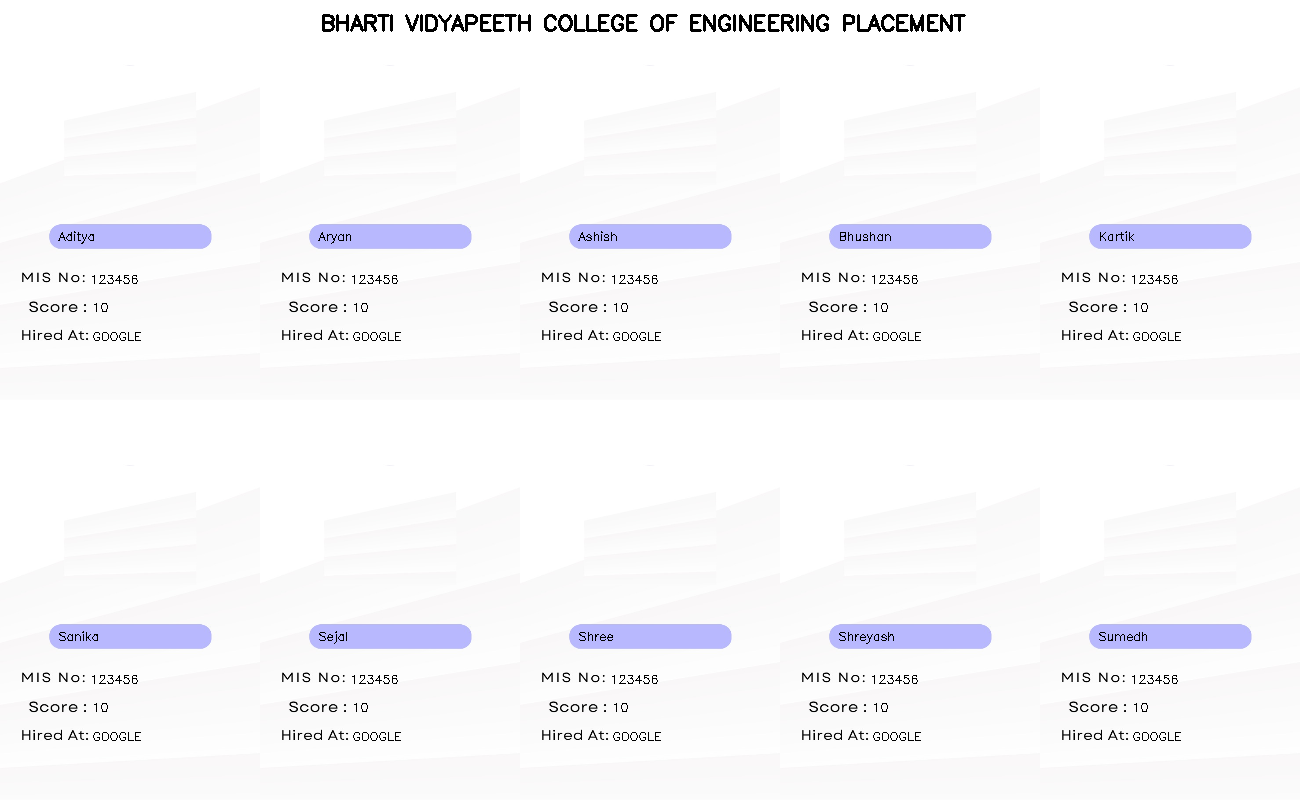 BHARTI VIDYAPEETH COLLEGE OF ENGINEERING PLACEMENT
Aditya
MIS No: 123456
Score : 10
Hired At: GOOGLE
Aryan
MIS No: 123456
Score : 10
Hired At: GOOGLE
Ashish
MIS No: 123456
Score : 10
Hired At: GOOGLE
Bhushan
MIS No: 123456
Score : 10
Hired At: GOOGLE
Kartik
MIS No: 123456
Score : 10
Hired At: GOOGLE
Sanika
MIS No: 123456
Score : 10
Hired At: GOOGLE
Sejal
MIS No: 123456
Score : 10
Hired At: GOOGLE
Shree
MIS No: 123456
Score : 10
Hired At: GOOGLE
Shreyash
MIS No: 123456
Score : 10
Hired At: GOOGLE
Sumedh
MIS No: 123456
Score : 10
Hired At: GOOGLE